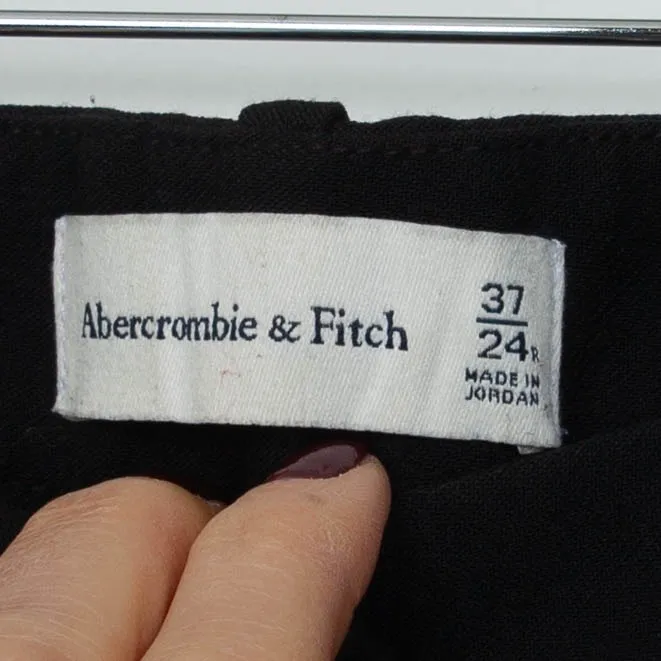 Abercrombie & Fitch
37
24R
MADE IN
JORDAN